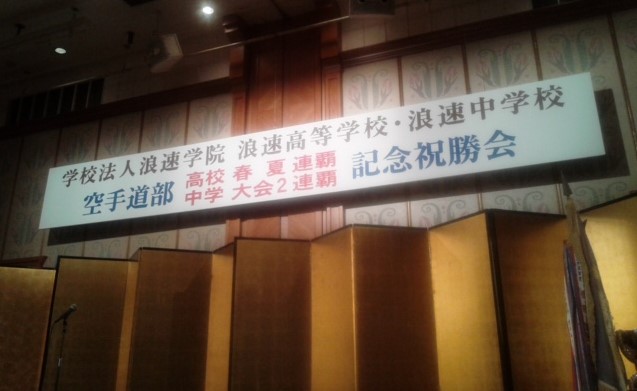 学校法人浪速学院 浪速高等学校・浪速中学校
空手道部 高校 春 夏 連覇 記念祝勝会
中学 大会2連覇